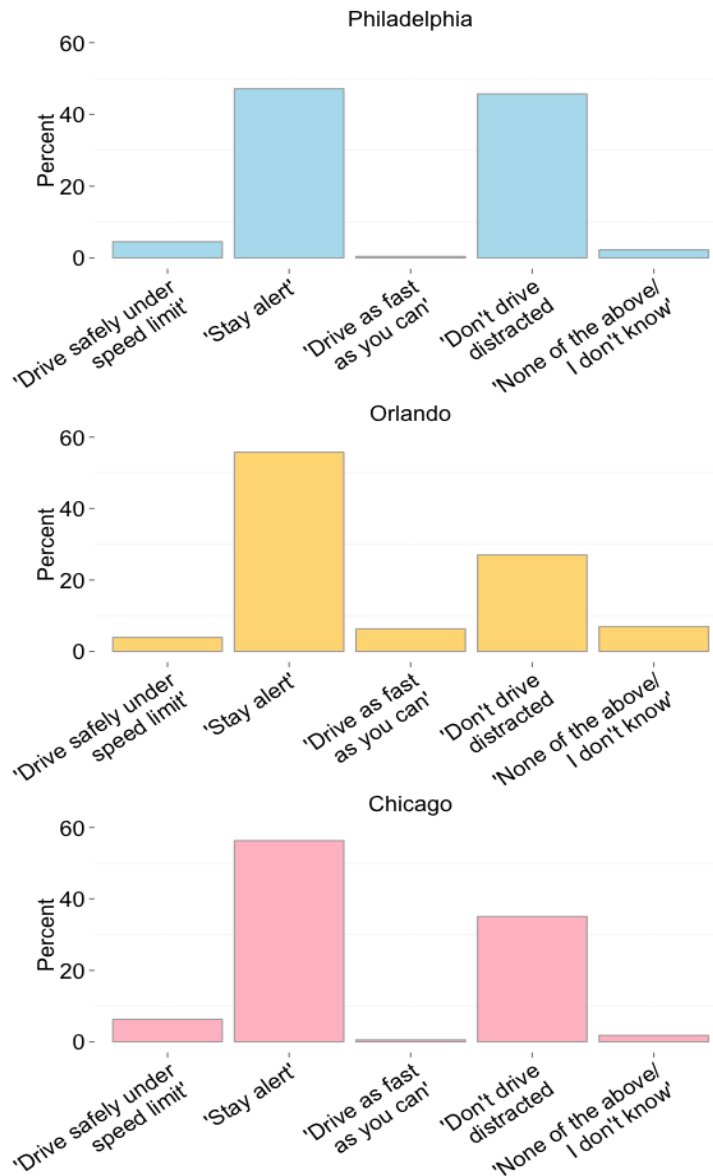 Philadelphia
60
40
20
0
Percent
'Drive safely under
speed limit'
'Stay alert'
'Drive as fast
as you can'
'Don't drive
distracted
'None of the above/
I don't know'
Orlando
60
40
20
0
Percent
'Drive safely under
speed limit'
'Stay alert'
'Drive as fast
as you can'
'Don't drive
distracted
'None of the above/
I don't know'
Chicago
60
40
20
0
Percent
'Drive safely under
speed limit'
'Stay alert'
'Drive as fast
as you can'
'Don't drive
distracted
'None of the above/
I don't know'